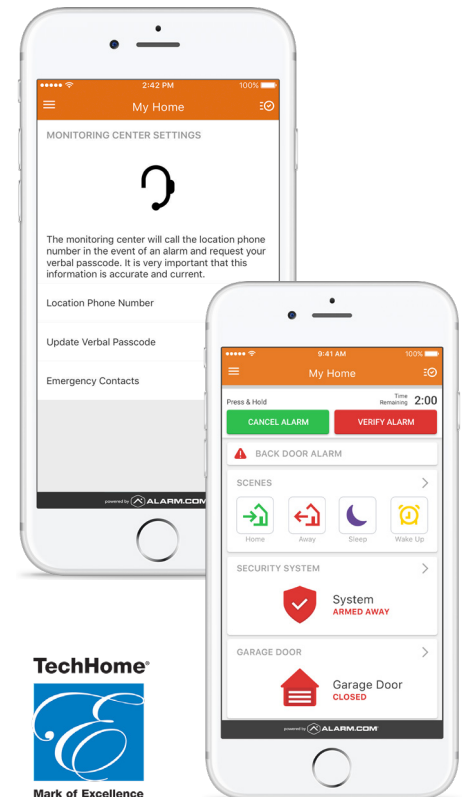 2:42 PM
100%
My Home
MONITORING CENTER SETTINGS
The monitoring center will call the location phone
number in the event of an alarm and request your
verbal passcode. It is very important that this
information is accurate and current.
Location Phone Number
Update Verbal Passcode
Emergency Contacts
powered by ALARM.COM
9:41 AM
100%
My Home
Press & Hold
Time
Remaining 2:00
CANCEL ALARM VERIFY ALARM
BACK DOOR ALARM
SCENES
Home Away Sleep Wake Up
SECURITY SYSTEM
System
ARMED AWAY
GARAGE DOOR
Garage Door
CLOSED
powered by ALARM.COM
TechHome®
E
Mark of Excellence